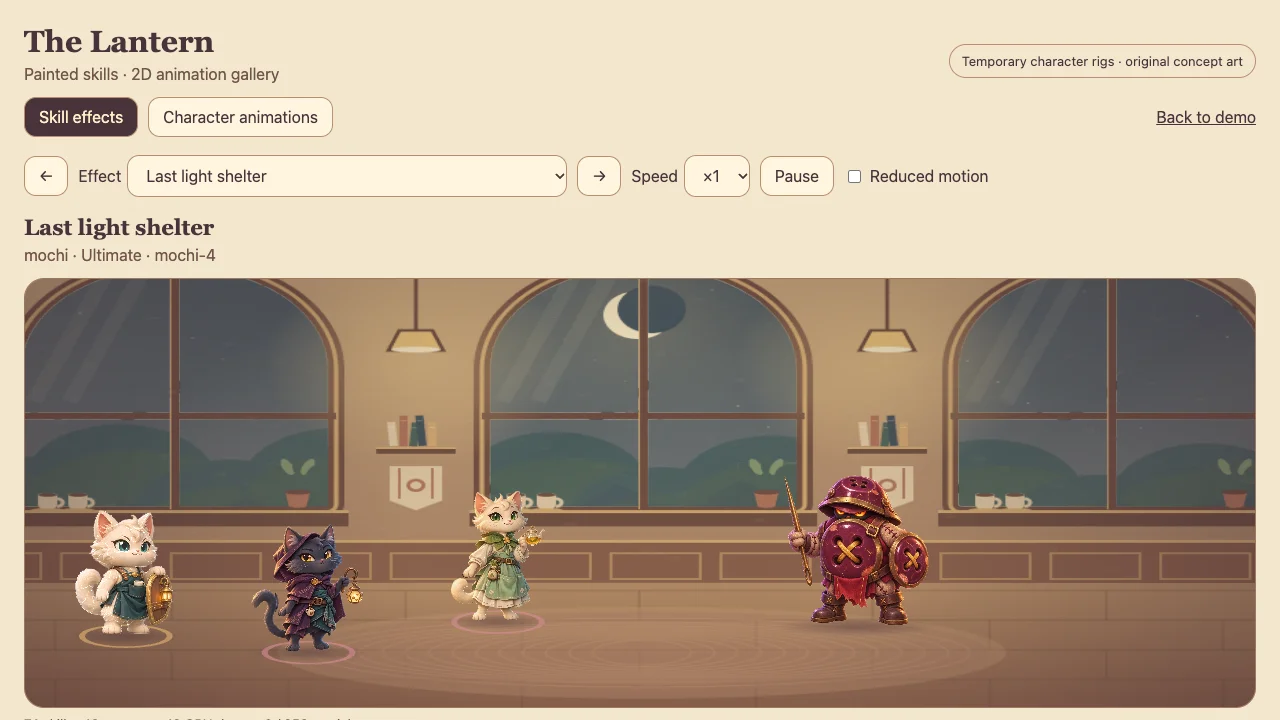 The Lantern
Painted skills · 2D animation gallery
Temporary character rigs · original concept art
Skill effects
Character animations
Back to demo
←
Effect
Last light shelter
→
Speed
×1
Pause
Reduced motion
Last light shelter
mochi · Ultimate · mochi-4